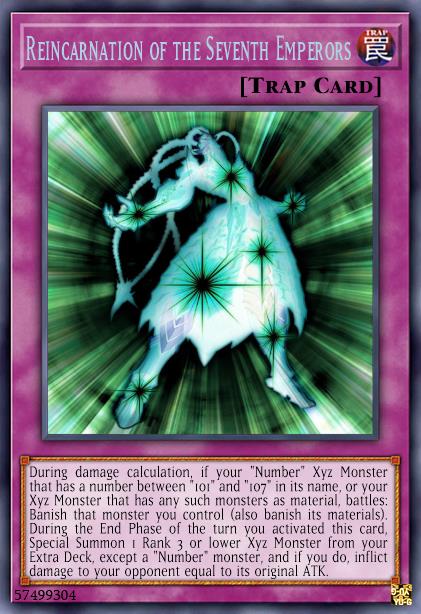 REINCARNATION OF THE SEVENTH EMPERORS
TRAP
罠
[TRAP CARD]
During damage calculation, if your "Number" Xyz Monster
that has a number between "101" and "107" in its name, or your
Xyz Monster that has any such monsters as material, battles:
Banish that monster you control (also banish its materials).
During the End Phase of the turn you activated this card,
Special Summon 1 Rank 3 or lower Xyz Monster from your
Extra Deck, except a "Number" monster, and if you do, inflict
damage to your opponent equal to its original ATK.
57499304